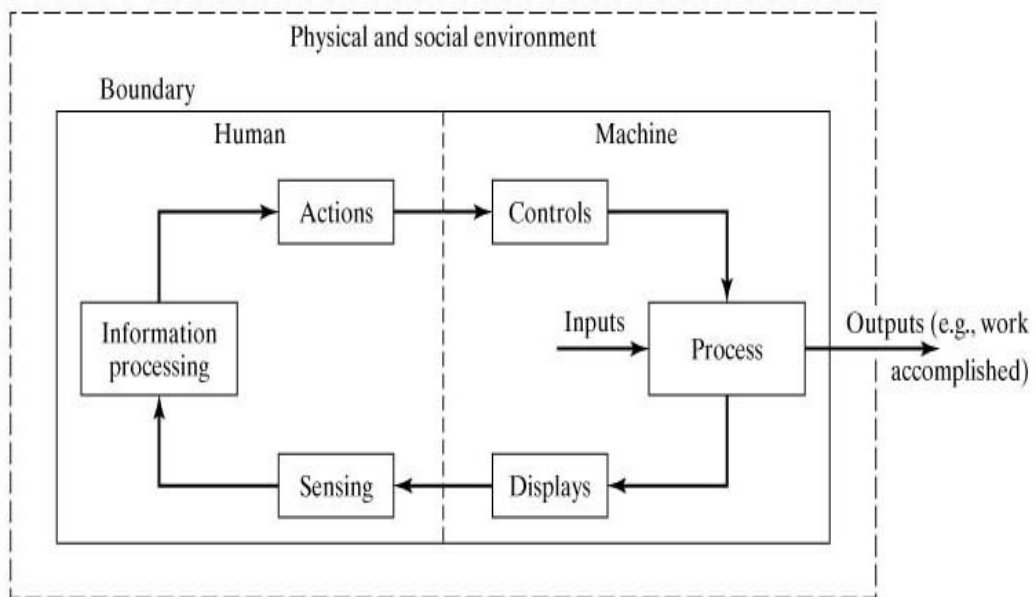 Physical and social environment
Boundary
Human
Machine
Actions
Controls
Information
processing
Inputs
Process
Outputs (e.g., work
accomplished)
Sensing
Displays